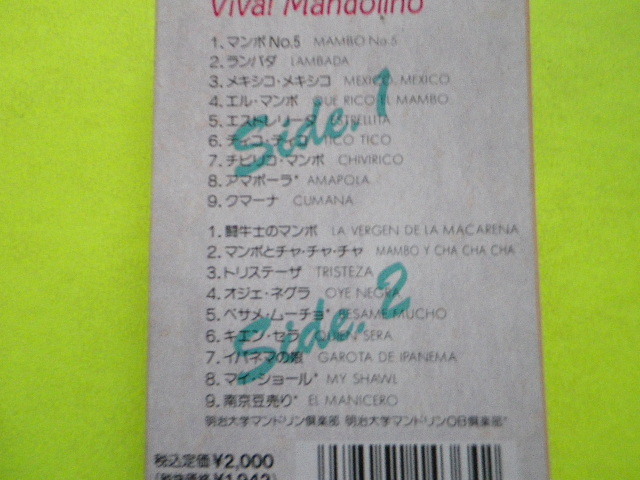 Viva! Mandolino
1. マンボNo.5 MAMBO No.5
2. ランバダ LAMBADA
3. メキシコ・メキシコ MEXICO, MEXICO
4. エル・マンボ QUE RICO EL MAMBO
5. エストレリータ ESTRELLITA
6. ティコ・ティコ TICO TICO
7. チビリコ・マンボ CHIVIRICO
8. アマポーラ* AMAPOLA
9. クマーナ CUMANA
Side. 1
1. 闘牛士のマンボ LA VERGEN DE LA MACARENA
2. マンボとチャ・チャ・チャ MAMBO Y CHA CHA CHA
3. トリステーザ TRISTEZA
4. オジェ・ネグラ OYE NEGRA
5. ベサメ・ムーチョ* BESAME MUCHO
6. キエン・セラ QUIEN SERA
7. イパネマの娘 GAROTA DE IPANEMA
8. マイ・ショール* MY SHAWL
9. 南京豆売り* EL MANICERO
Side. 2
明治大学マンドリン倶楽部 明治大学マンドリンOB倶楽部*
税込定価¥2,000